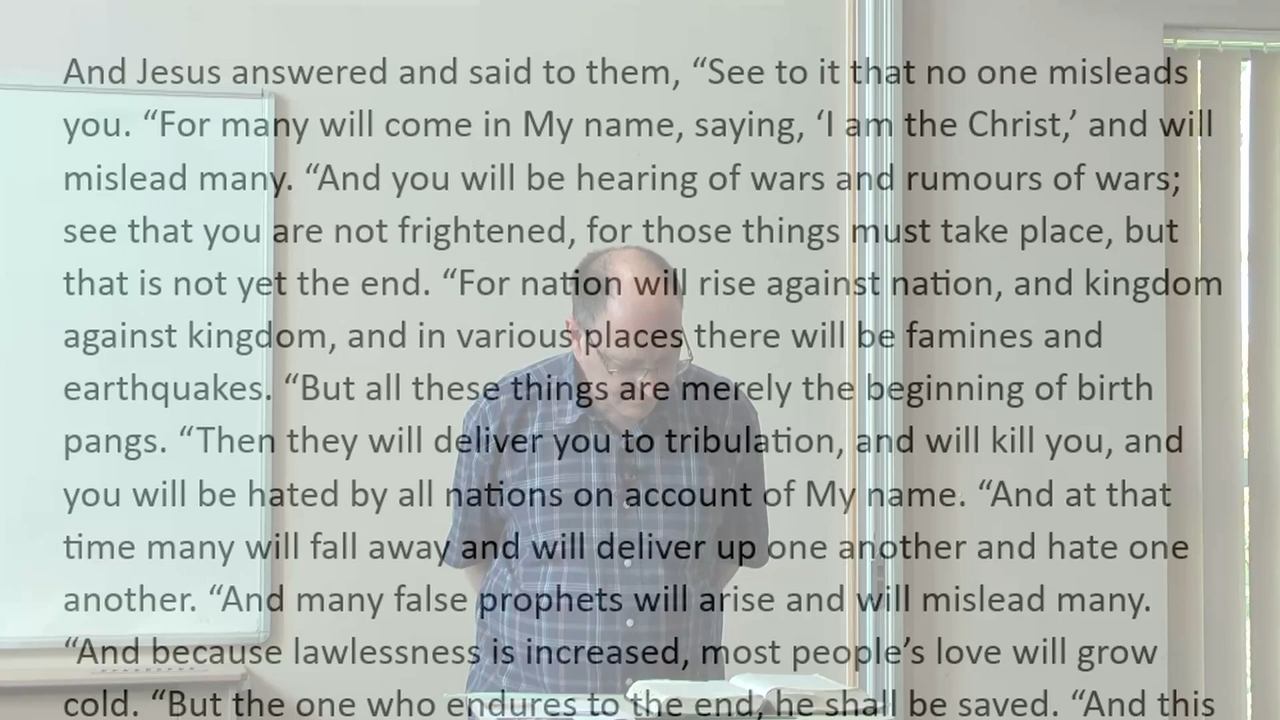 And Jesus answered and said to them, “See to it that no one misleads
you. “For many will come in My name, saying, ‘I am the Christ,’ and will
mislead many. “And you will be hearing of wars and rumours of wars;
see that you are not frightened, for those things must take place, but
that is not yet the end. “For nation will rise against nation, and kingdom
against kingdom, and in various places there will be famines and
earthquakes. “But all these things are merely the beginning of birth
pangs. “Then they will deliver you to tribulation, and will kill you, and
you will be hated by all nations on account of My name. “And at that
time many will fall away and will deliver up one another and hate one
another. “And many false prophets will arise and will mislead many.
“And because lawlessness is increased, most people’s love will grow
cold. “But the one who endures to the end, he shall be saved. “And this